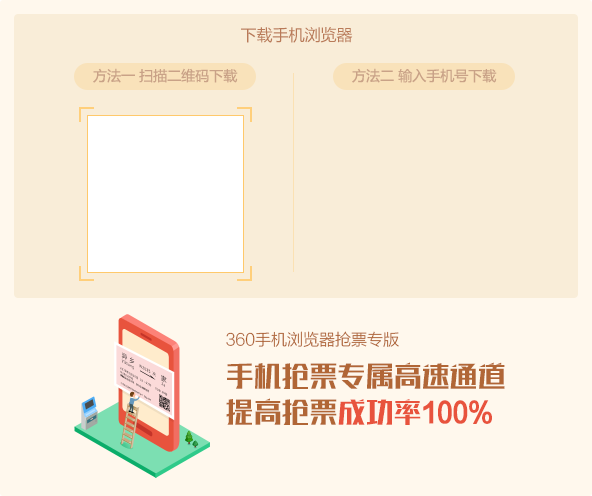 下载手机浏览器
方法一 扫描二维码下载
方法二 输入手机号下载
360手机浏览器抢票专版
手机抢票专属高速通道
提高抢票成功率100%